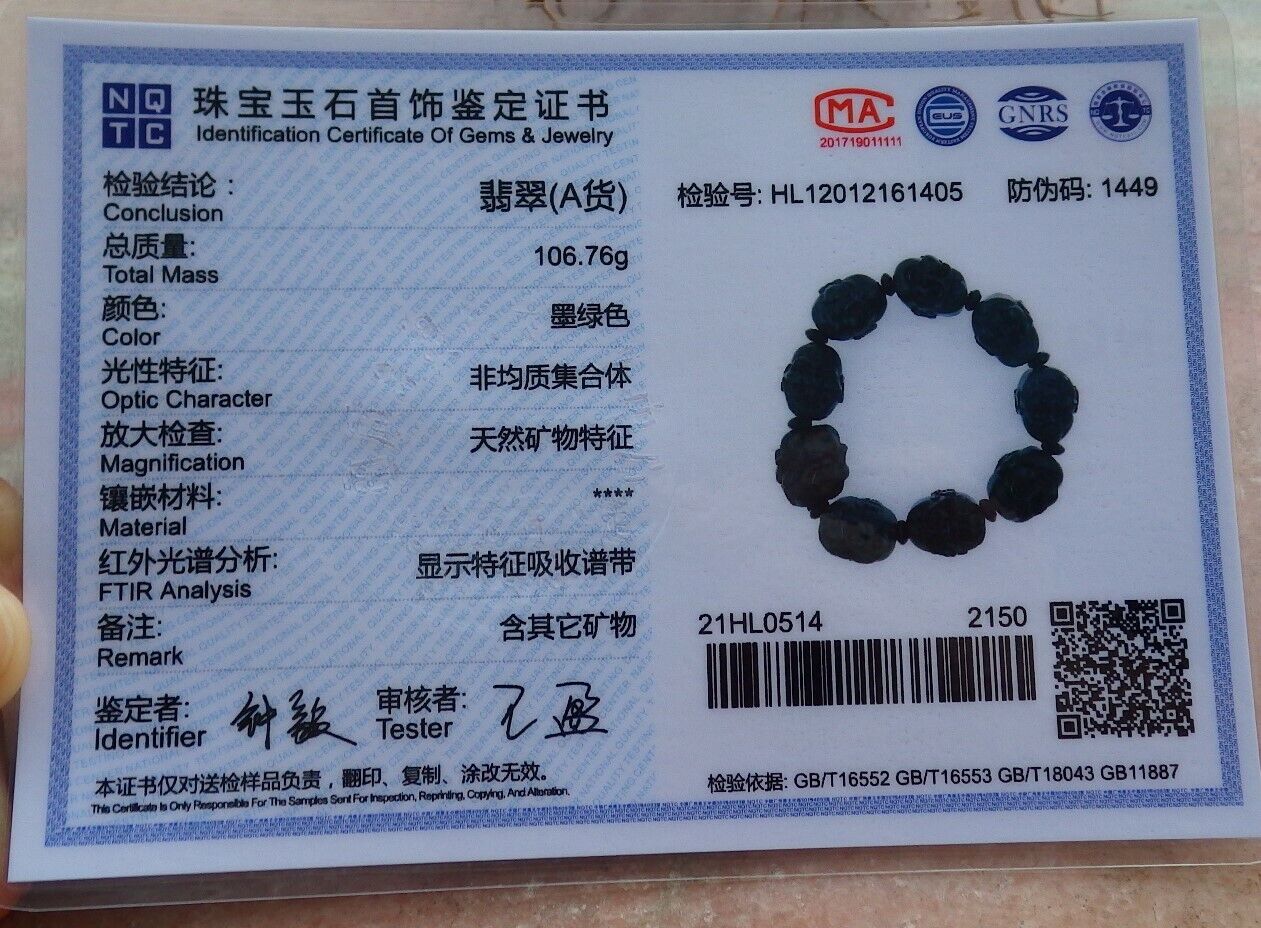 NQ
TC
珠宝玉石首饰鉴定证书
Identification Certificate Of Gems & Jewelry
CMA
201719011111
EUS
GNRS
检验结论: 翡翠(A货)
Conclusion
总质量: 106.76g
Total Mass
颜色: 墨绿色
Color
光性特征: 非均质集合体
Optic Character
放大检查: 天然矿物特征
Magnification
镶嵌材料: ****
Material
红外光谱分析: 显示特征吸收谱带
FTIR Analysis
备注: 含其它矿物
Remark
鉴定者:
Identifier
钟敏
审核者:
Tester
王盈
本证书仅对送检样品负责，翻印、复制、涂改无效。
This Certificate Is Only Responsible For The Samples Sent For Inspection, Reprinting, Copying, And Alteration.
检验号: HL12012161405 防伪码: 1449
21HL0514 2150
检验依据: GB/T16552 GB/T16553 GB/T18043 GB11887